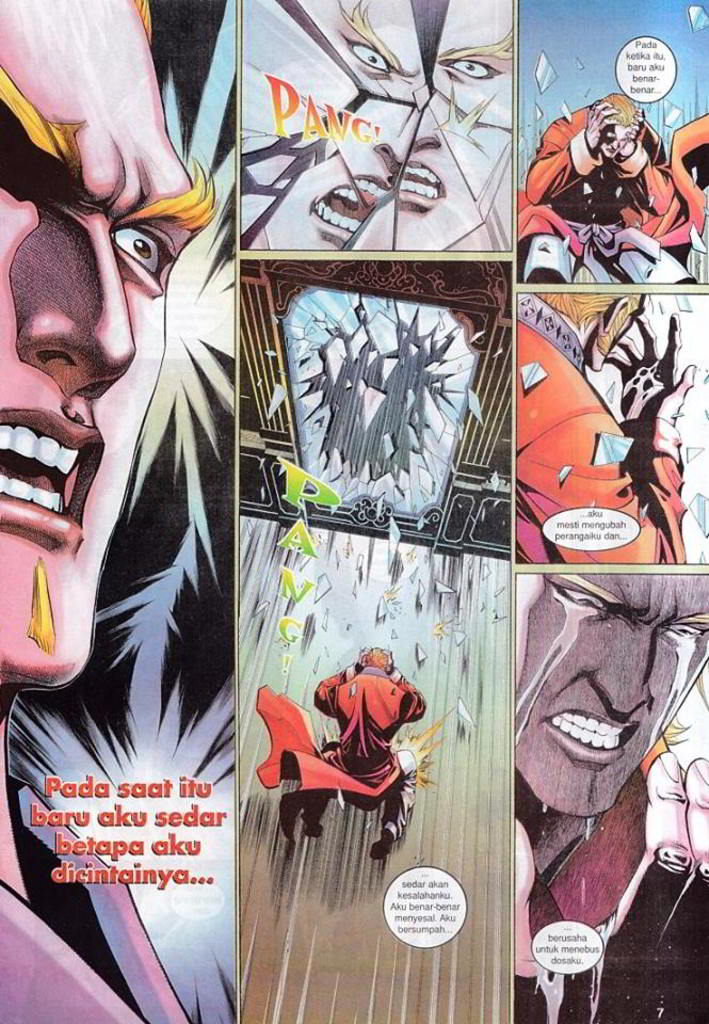 Pada saat itu
baru aku sedar
betapa aku
dicintainya...
PANG!
PANG!
...
sedar akan
kesalahanku.
Aku benar-benar
menyesal. Aku
bersumpah...
Pada
ketika itu,
baru aku
benar-
benar...
...aku
mesti mengubah
perangaiku dan...
...
berusaha
untuk menebus
dosaku.
7